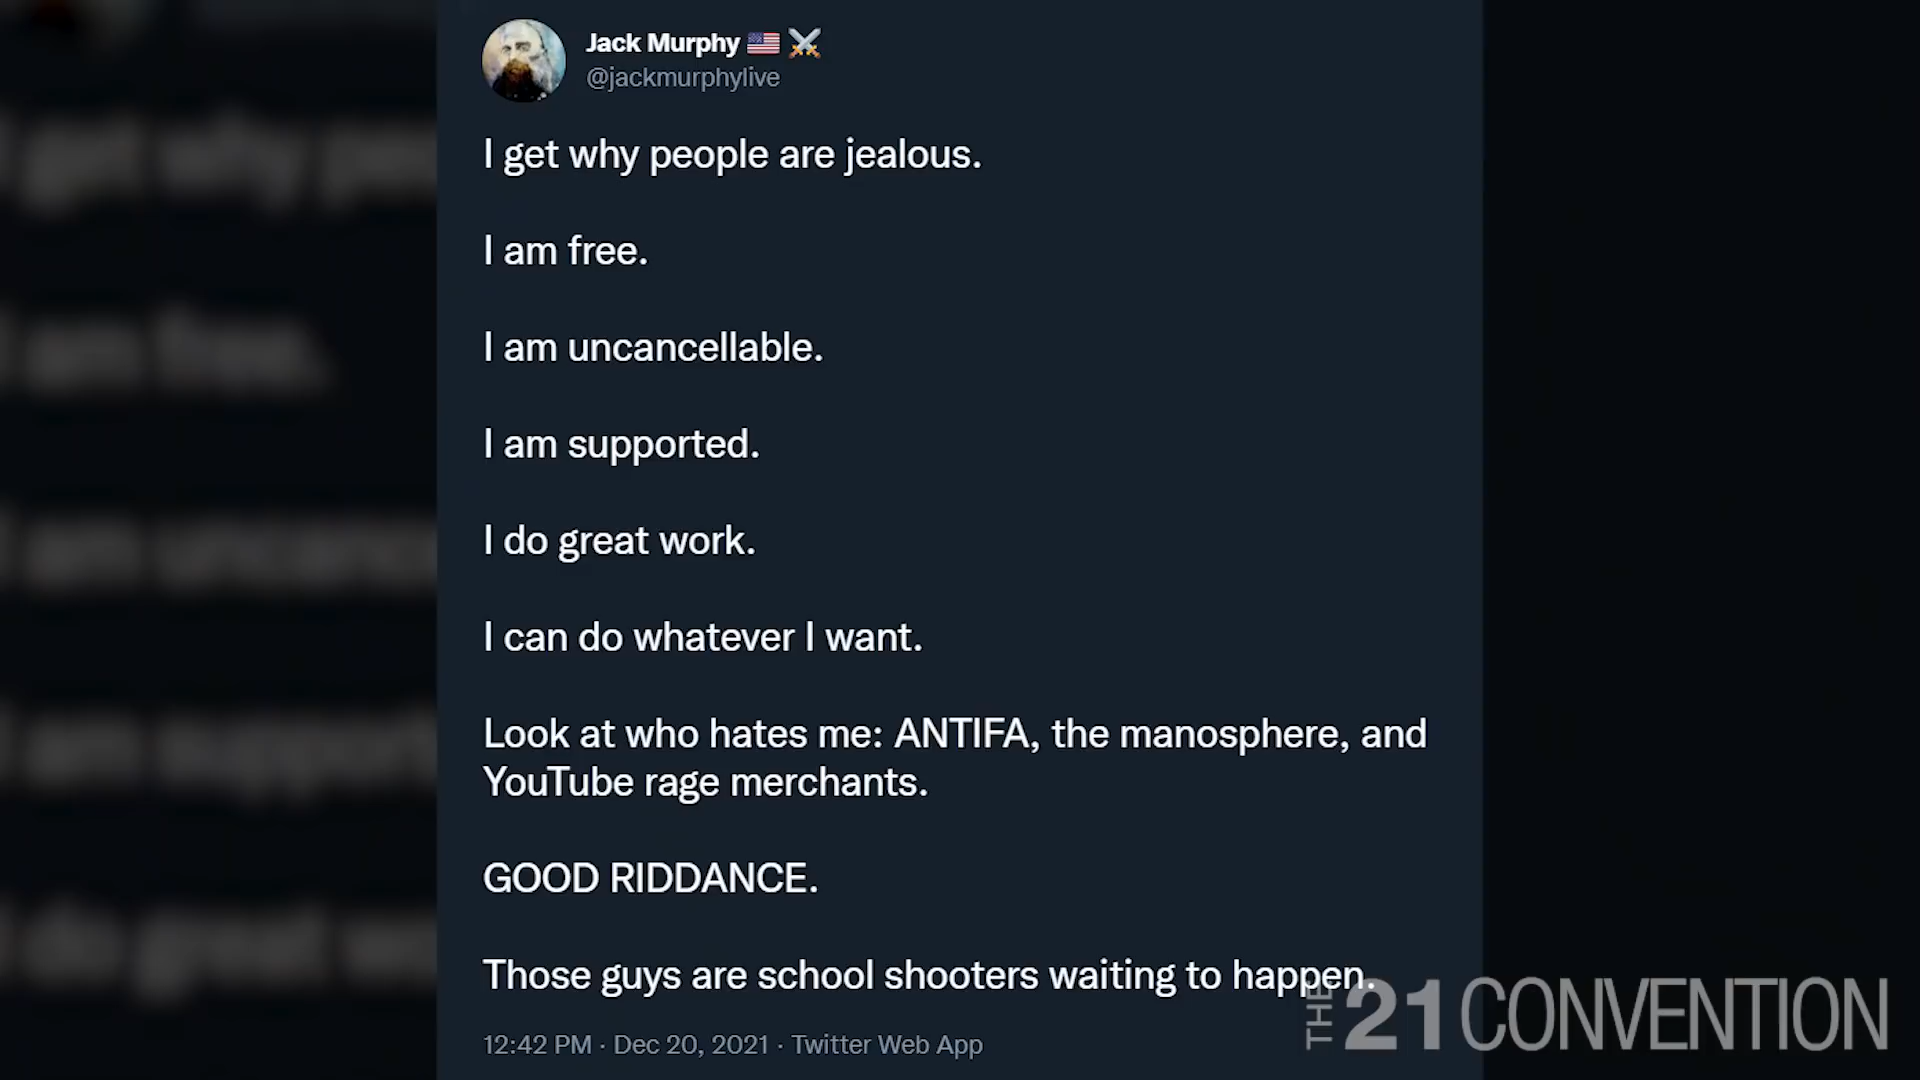 Jack Murphy 🇺🇸 ⚔️
@jackmurphylive
I get why people are jealous.
I am free.
I am uncancellable.
I am supported.
I do great work.
I can do whatever I want.
Look at who hates me: ANTIFA, the manosphere, and
YouTube rage merchants.
GOOD RIDDANCE.
Those guys are school shooters waiting to happen.
12:42 PM · Dec 20, 2021 · Twitter Web App
THE 21 CONVENTION